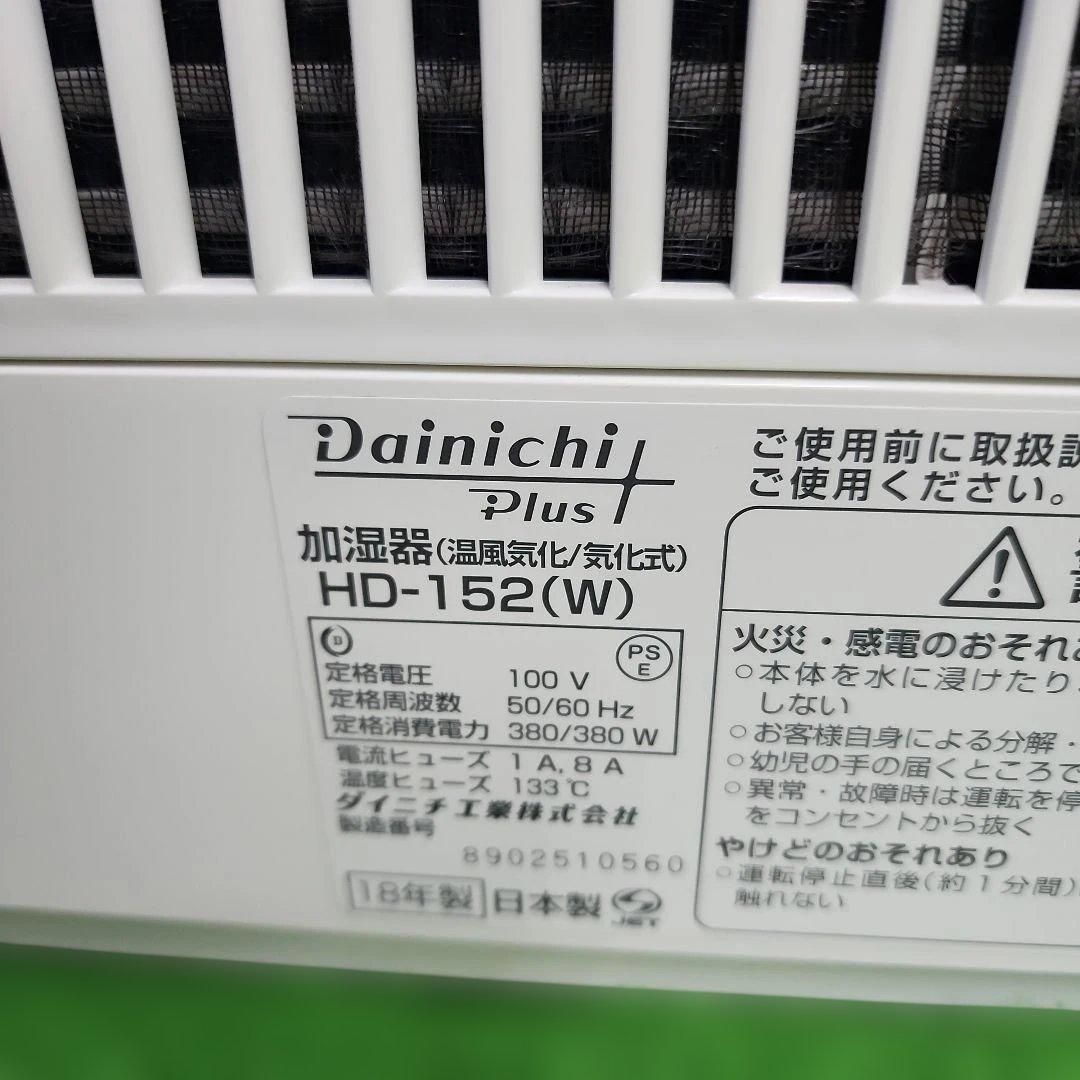 Dainichi
Plus
加湿器(温風気化/気化式)
HD-152(W)
PS
E
定格電圧 100 V
定格周波数 50/60 Hz
定格消費電力 380/380 W
電流ヒューズ 1 A, 8 A
温度ヒューズ 133℃
ダイニチ工業株式会社
製造番号
8902510560
18年製 日本製 JET
ご使用前に取扱説
ご使用ください。
火災・感電のおそれあ
○本体を水に浸けたり
しない
○お客様自身による分解・
○幼児の手の届くところで
○異常・故障時は運転を停
をコンセントから抜く
やけどのおそれあり
○運転停止直後(約1分間)
触れない